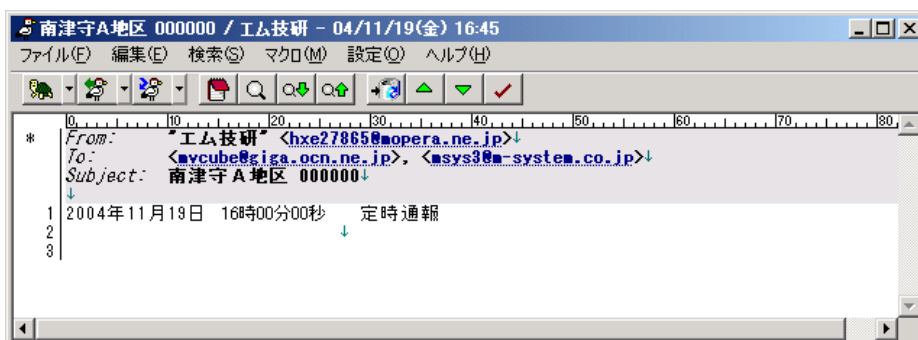 南津守A地区 000000 / エム技研 - 04/11/19(金) 16:45
ファイル(F) 編集(E) 検索(S) マクロ(M) 設定(O) ヘルプ(H)
0 10 20 30 40 50 60 70 80
* From: "エム技研" <hxe27865@mopera.ne.jp>↓
To: <mvcube@giga.ocn.ne.jp>, <msys3@m-system.co.jp>↓
Subject: 南津守A地区 000000↓
↓
1 2004年11月19日 16時00分00秒 定時通報
2 ↓
3